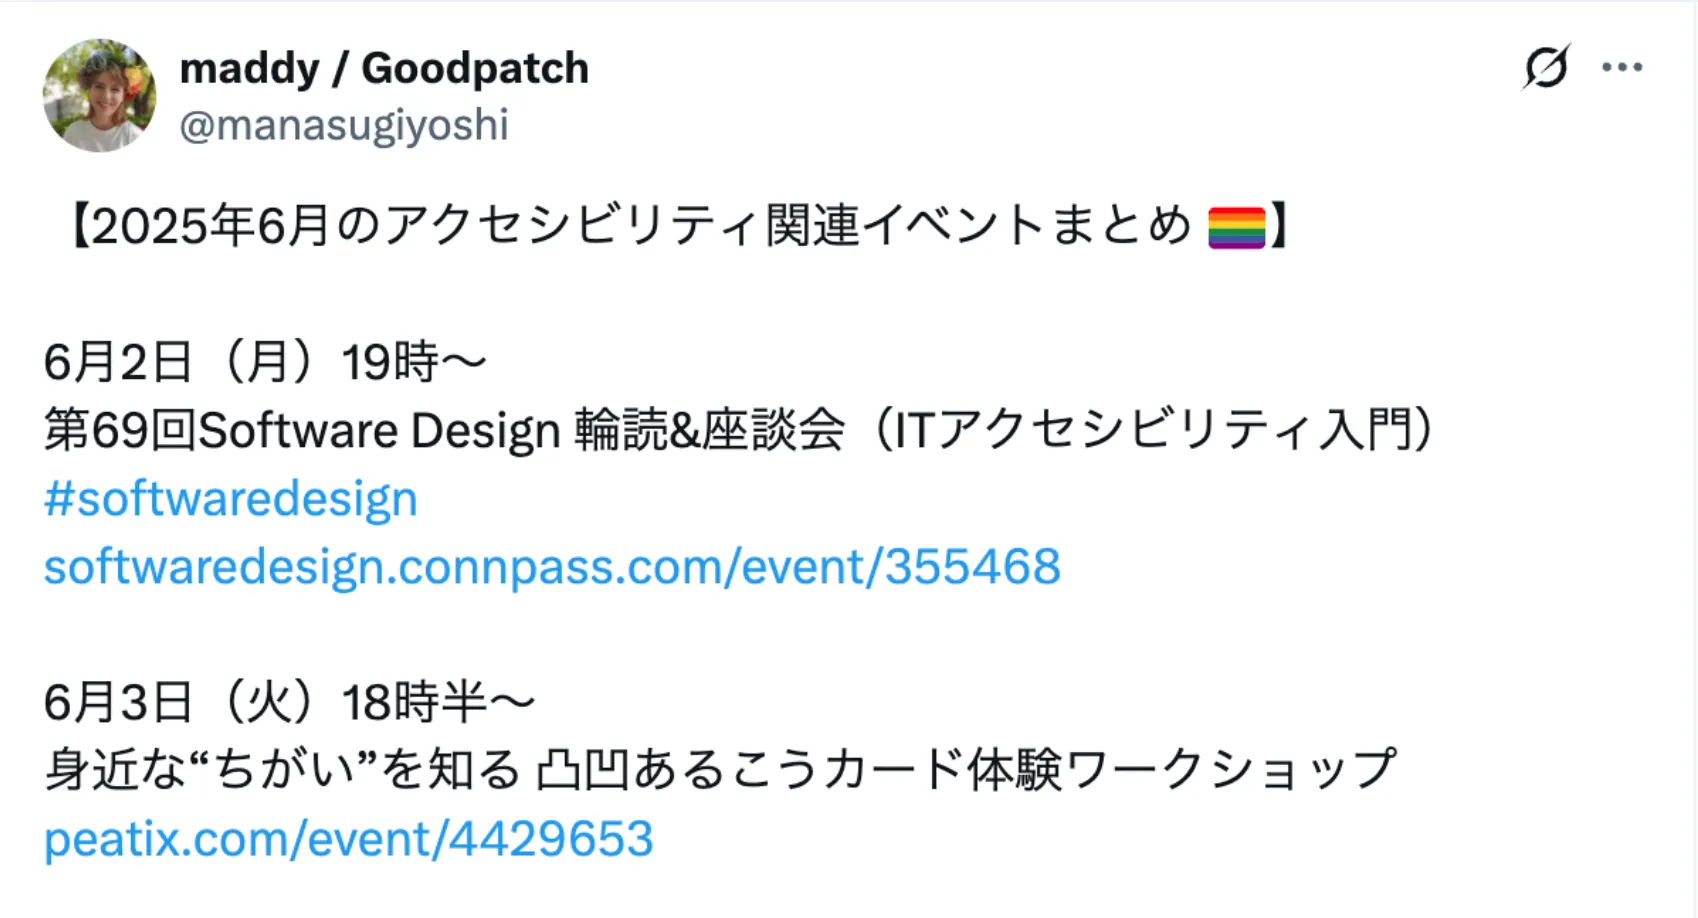 maddy / Goodpatch
@manasugiyoshi
【2025年6月のアクセシビリティ関連イベントまとめ 🏳️‍🌈】
6月2日（月）19時〜
第69回Software Design 輪読&座談会（ITアクセシビリティ入門）
#softwaredesign
softwaredesign.connpass.com/event/355468
6月3日（火）18時半〜
身近な“ちがい”を知る 凸凹あるこうカード体験ワークショップ
peatix.com/event/4429653